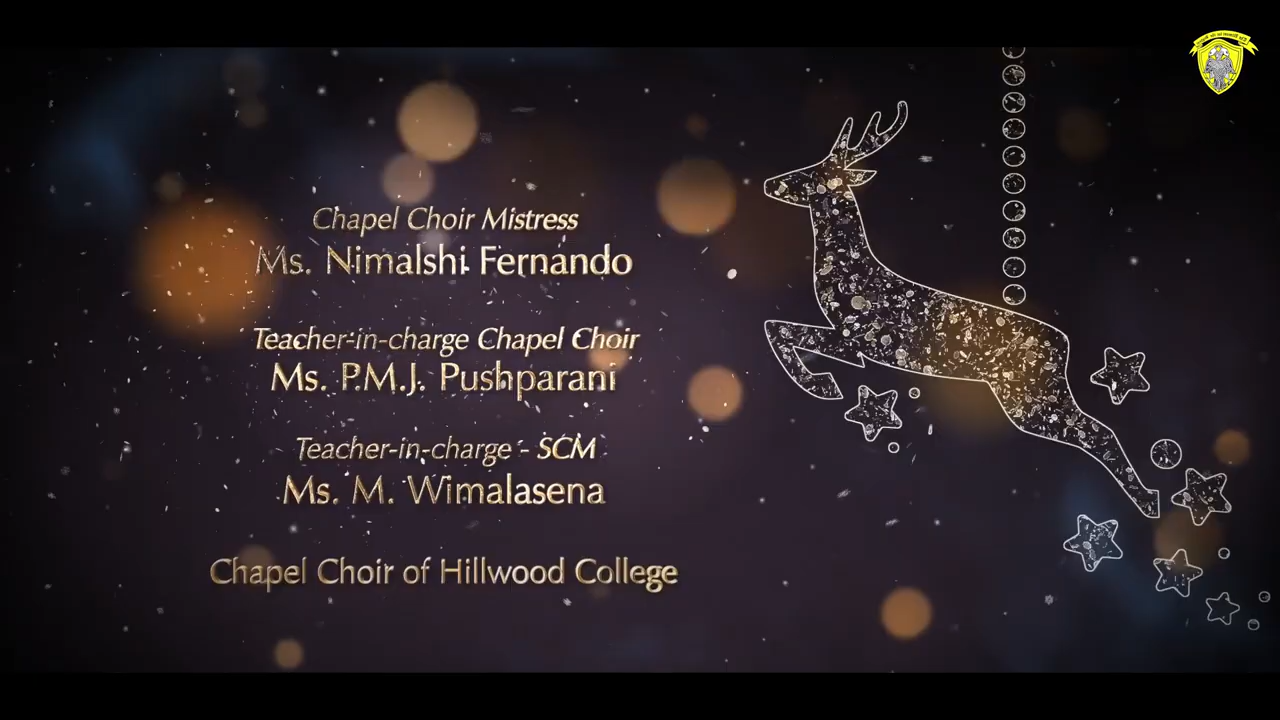 Chapel Choir Mistress
Ms. Nimalshi Fernando
Teacher-in-charge Chapel Choir
Ms. P.M.J. Pushparani
Teacher-in-charge - SCM
Ms. M. Wimalasena
Chapel Choir of Hillwood College